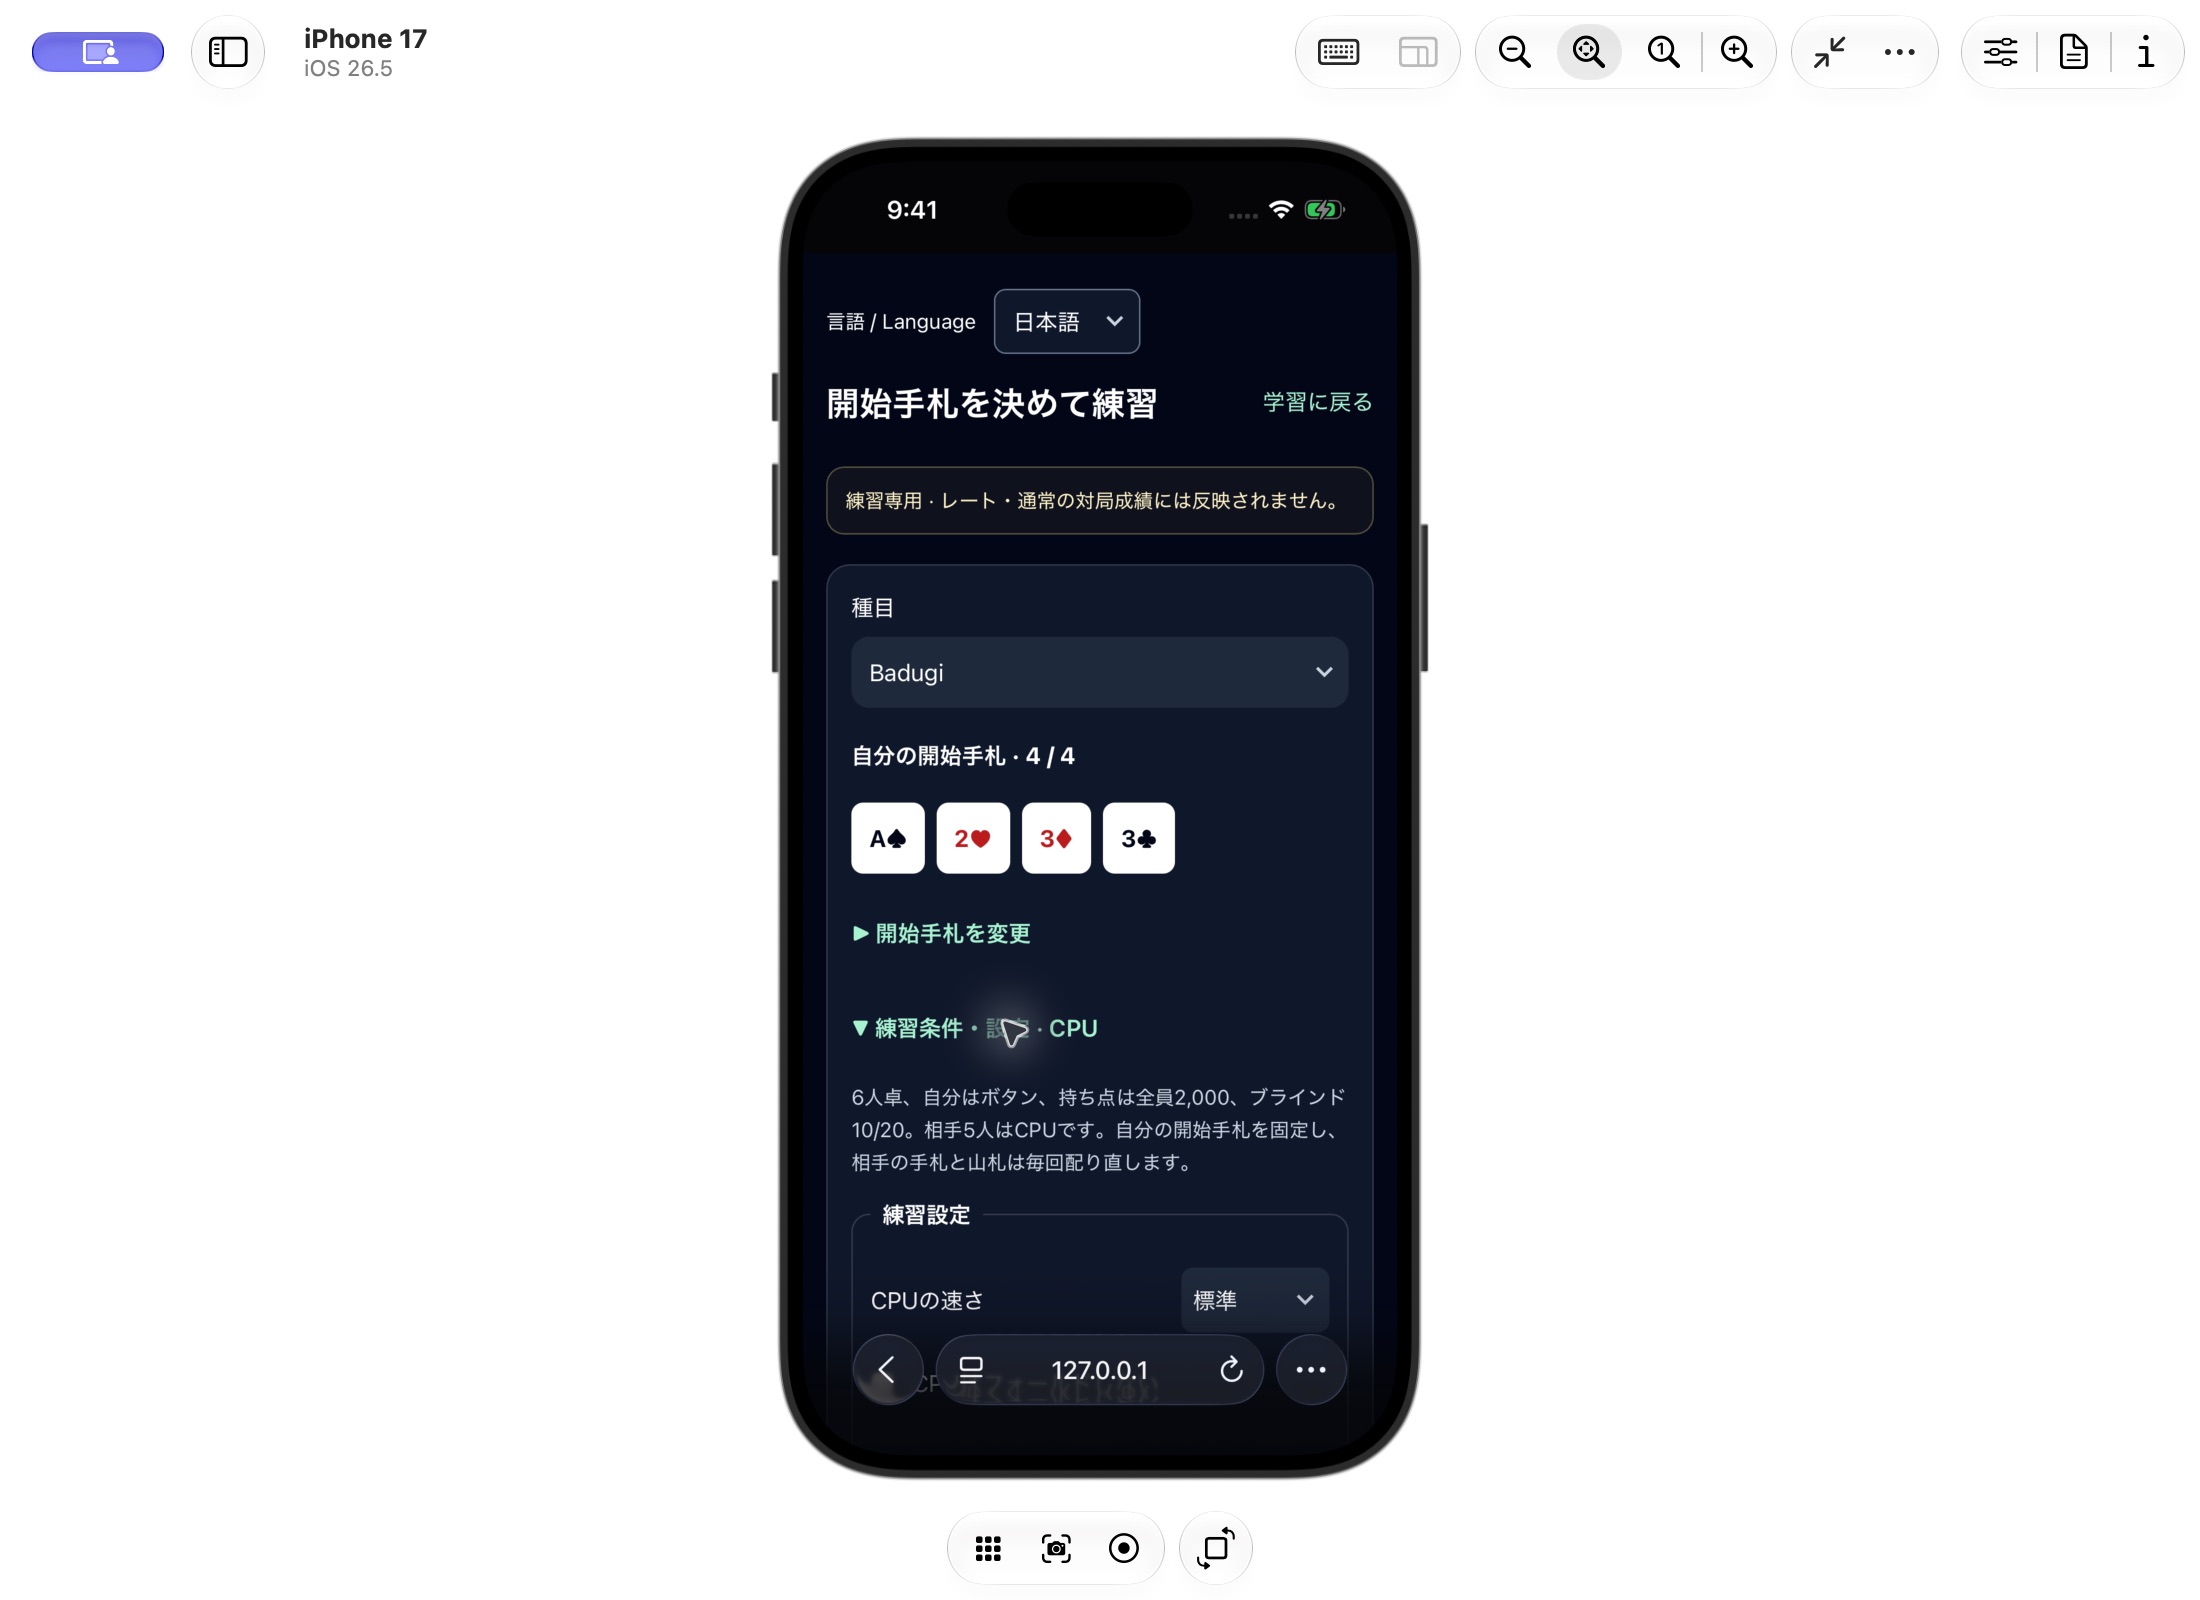 iPhone 17
iOS 26.5
1
9:41
言語 / Language
日本語
開始手札を決めて練習
学習に戻る
練習専用 · レート・通常の対局成績には反映されません。
種目
Badugi
自分の開始手札 · 4 / 4
A♠ 2♥ 3♦ 3♣
▶ 開始手札を変更
▼ 練習条件・設定 · CPU
6人卓、自分はボタン、持ち点は全員2,000、ブラインド
10/20。相手5人はCPUです。自分の開始手札を固定し、
相手の手札と山札は毎回配り直します。
練習設定
CPUの速さ
標準
127.0.0.1